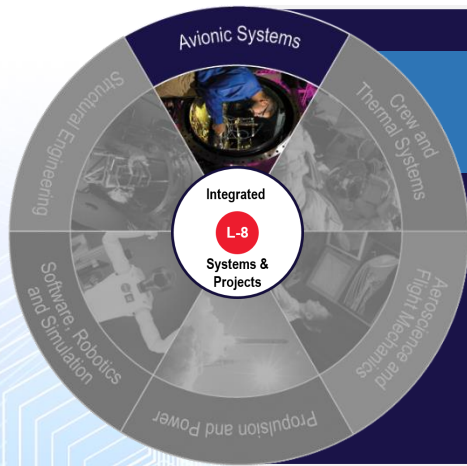 Avionic Systems
Crew and
Thermal Systems
Aeroscience and
Flight Mechanics
Propulsion and Power
Software, Robotics
and Simulation
Structural Engineering
Integrated
L-8
Systems &
Projects